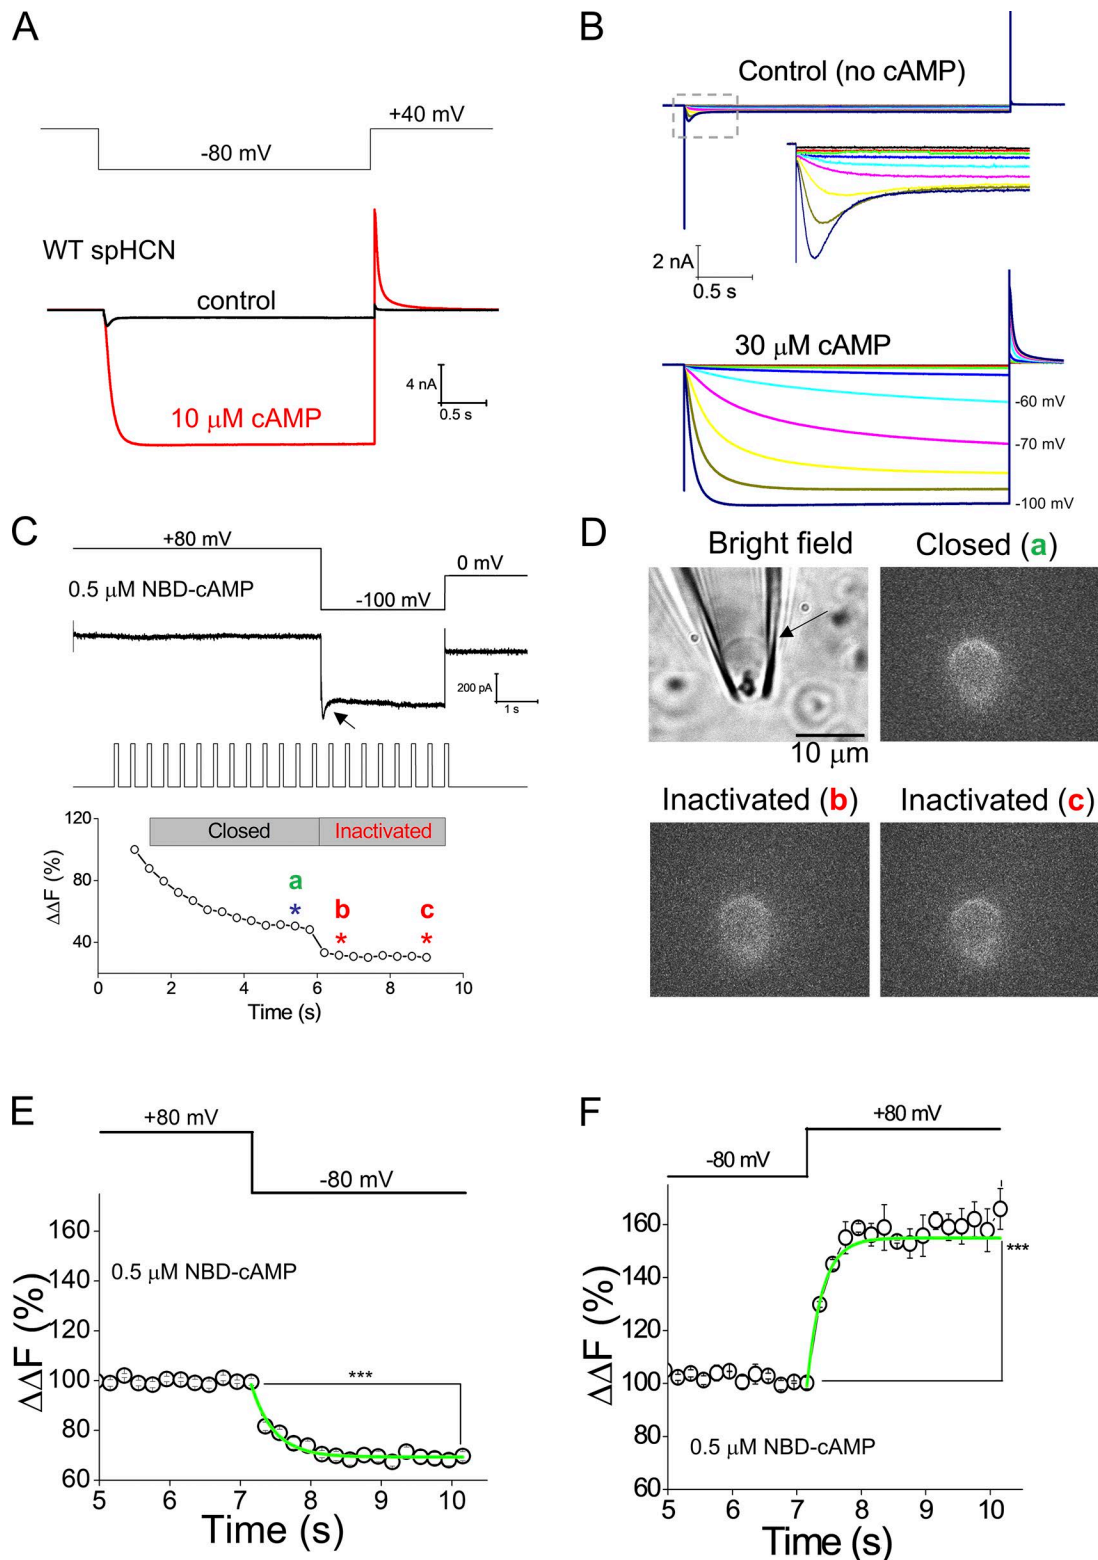 A
+40 mV
-80 mV
WT spHCN
control
10 μM cAMP
4 nA
0.5 s
B
Control (no cAMP)
2 nA
0.5 s
30 μM cAMP
-60 mV
-70 mV
-100 mV
C
+80 mV
0 mV
0.5 μM NBD-cAMP
-100 mV
200 pA
1 s
120
80
40
ΔΔF (%)
Closed
Inactivated
a
*
b
*
c
*
0
2
4
6
8
10
Time (s)
D
Bright field
Closed (a)
10 μm
Inactivated (b)
Inactivated (c)
E
+80 mV
-80 mV
0.5 μM NBD-cAMP
***
160
140
120
100
80
60
ΔΔF (%)
5
6
7
8
9
10
Time (s)
F
+80 mV
-80 mV
***
0.5 μM NBD-cAMP
160
140
120
100
80
60
ΔΔF (%)
5
6
7
8
9
10
Time (s)